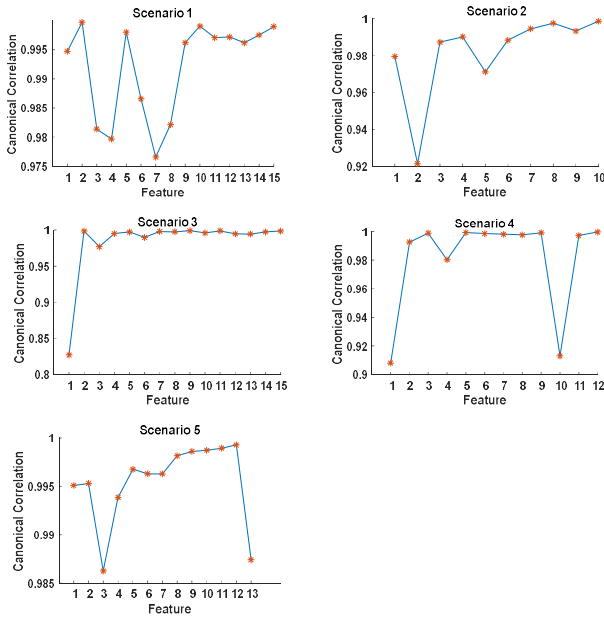 Scenario 1
Canonical Correlation
0.995
0.99
0.985
0.98
0.975
1 2 3 4 5 6 7 8 9 10 11 12 13 14 15
Feature
Scenario 2
Canonical Correlation
1
0.98
0.96
0.94
0.92
1 2 3 4 5 6 7 8 9 10
Feature
Scenario 3
Canonical Correlation
1
0.95
0.9
0.85
0.8
1 2 3 4 5 6 7 8 9 10 11 12 13 14 15
Feature
Scenario 4
Canonical Correlation
1
0.98
0.96
0.94
0.92
0.9
1 2 3 4 5 6 7 8 9 10 11 12
Feature
Scenario 5
Canonical Correlation
1
0.995
0.99
0.985
1 2 3 4 5 6 7 8 9 10 11 12 13
Feature